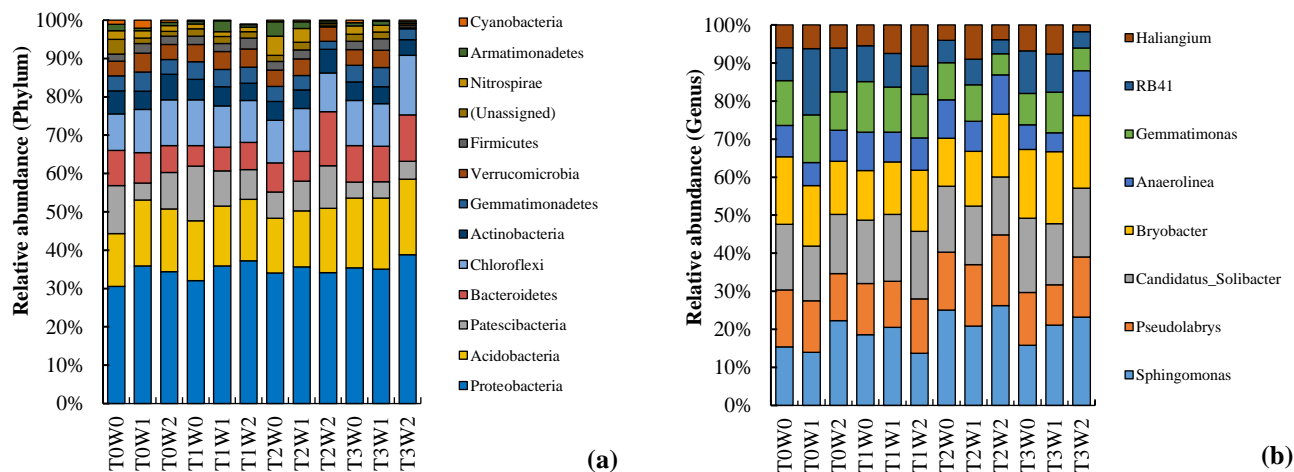 Relative abundance (Phylum)
100%
90%
80%
70%
60%
50%
40%
30%
20%
10%
0%
T0W0
T0W1
T0W2
T1W0
T1W1
T1W2
T2W0
T2W1
T2W2
T3W0
T3W1
T3W2
Cyanobacteria
Armatimonadetes
Nitrospirae
(Unassigned)
Firmicutes
Verrucomicrobia
Gemmatimonadetes
Actinobacteria
Chloroflexi
Bacteroidetes
Patescibacteria
Acidobacteria
Proteobacteria
(a)
Relative abundance (Genus)
100%
90%
80%
70%
60%
50%
40%
30%
20%
10%
0%
T0W0
T0W1
T0W2
T1W0
T1W1
T1W2
T2W0
T2W1
T2W2
T3W0
T3W1
T3W2
Haliangium
RB41
Gemmatimonas
Anaerolinea
Bryobacter
Candidatus_Solibacter
Pseudolabrys
Sphingomonas
(b)